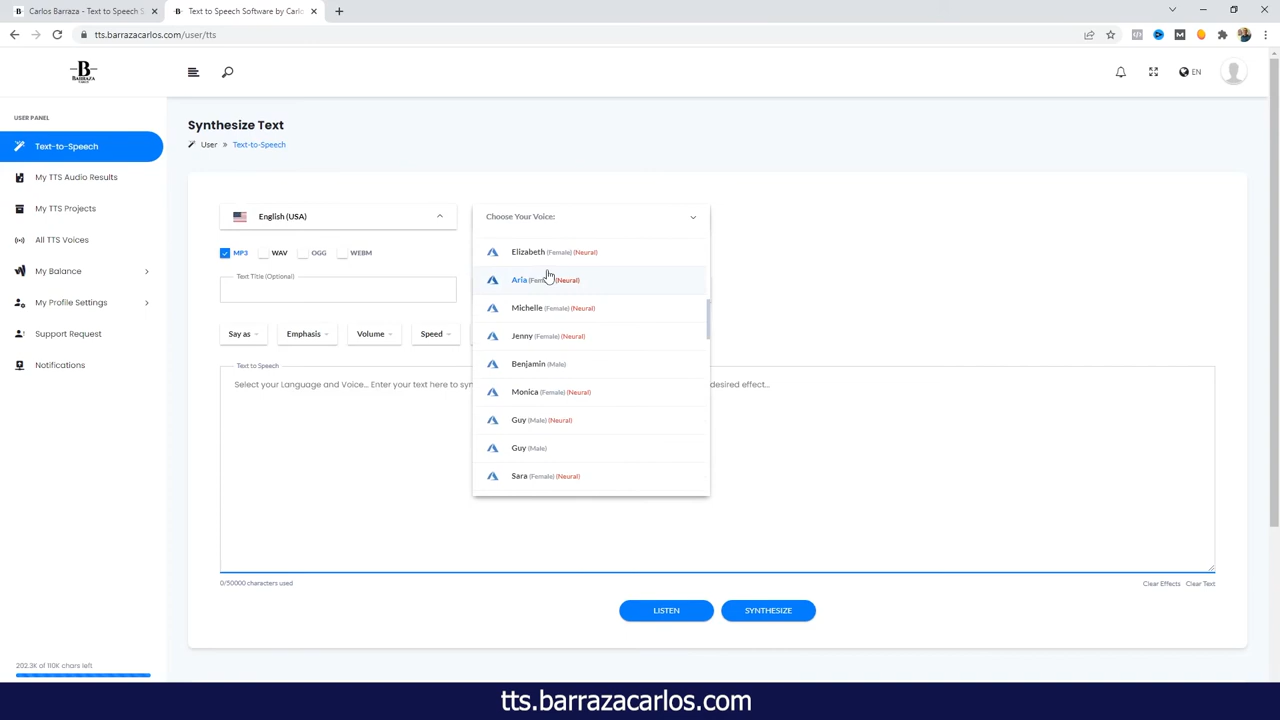 Carlos Barraza - Text to Speech S
Text to Speech Software by Carlo
tts.barrazacarlos.com/user/tts
B
BARRAZA
CARLOS
EN
USER PANEL
Text-to-Speech
My TTS Audio Results
My TTS Projects
All TTS Voices
My Balance
My Profile Settings
Support Request
Notifications
202.3K of 110K chars left
Synthesize Text
User » Text-to-Speech
English (USA)
MP3 WAV OGG WEBM
Text Title (Optional)
Say as Emphasis Volume Speed
Choose Your Voice:
Elizabeth (Female) (Neural)
Aria (Fem (Neural)
Michelle (Female) (Neural)
Jenny (Female) (Neural)
Benjamin (Male)
Monica (Female) (Neural)
Guy (Male) (Neural)
Guy (Male)
Sara (Female) (Neural)
Text to Speech
Select your Language and Voice... Enter your text here to syn desired effect...
0/50000 characters used
Clear Effects Clear Text
LISTEN SYNTHESIZE
tts.barrazacarlos.com